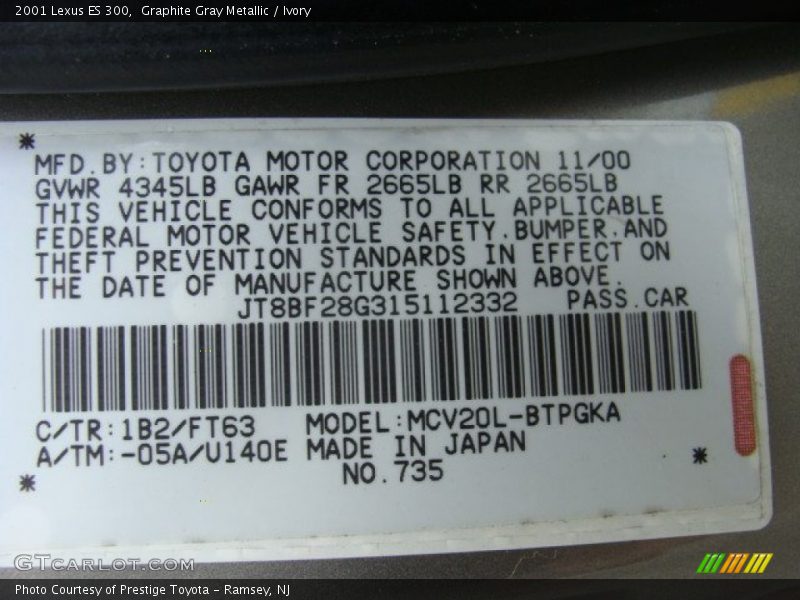 2001 Lexus ES 300,  Graphite Gray Metallic / Ivory
MFD.BY:TOYOTA MOTOR CORPORATION 11/00
GVWR 4345LB GAWR FR 2665LB RR 2665LB
THIS VEHICLE CONFORMS TO ALL APPLICABLE
FEDERAL MOTOR VEHICLE SAFETY.BUMPER.AND
THEFT PREVENTION STANDARDS IN EFFECT ON
THE DATE OF MANUFACTURE SHOWN ABOVE.
JT8BF28G315112332 PASS.CAR
C/TR:1B2/FT63 MODEL:MCV20L-BTPGKA
A/TM:-05A/U140E MADE IN JAPAN
NO.735
GTcarlot.com
Photo Courtesy of Prestige Toyota - Ramsey, NJ